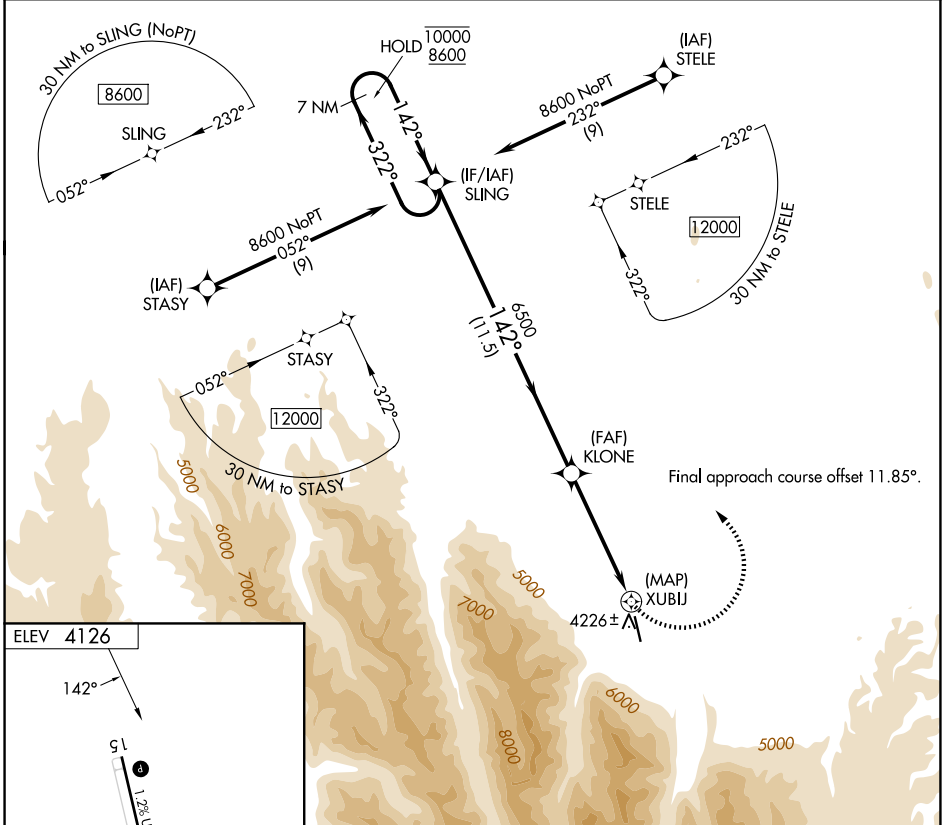 30 NM to SLING (NoPT)
8600
SLING
232°
052°
HOLD
10000
8600
7 NM
142°
322°
(IF/IAF)
SLING
(IAF)
STELE
8600 NoPT
232°
(9)
232°
STELE
12000
322°
30 NM to STELE
8600 NoPT
052°
(9)
(IAF)
STASY
STASY
052°
322°
12000
30 NM to STASY
6500
142°
(11.5)
(FAF)
KLONE
Final approach course offset 11.85°.
(MAP)
XUBIJ
4226±
5000
6000
7000
5000
7000
8000
6000
5000
ELEV 4126
142°
15
P
1.2%